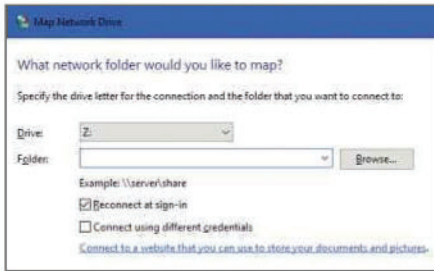 Map Network Drive
What network folder would you like to map?
Specify the drive letter for the connection and the folder that you want to connect to:
Drive: Z:
Folder: Browse...
Example: \\server\share
Reconnect at sign-in
Connect using different credentials
Connect to a website that you can use to store your documents and pictures.